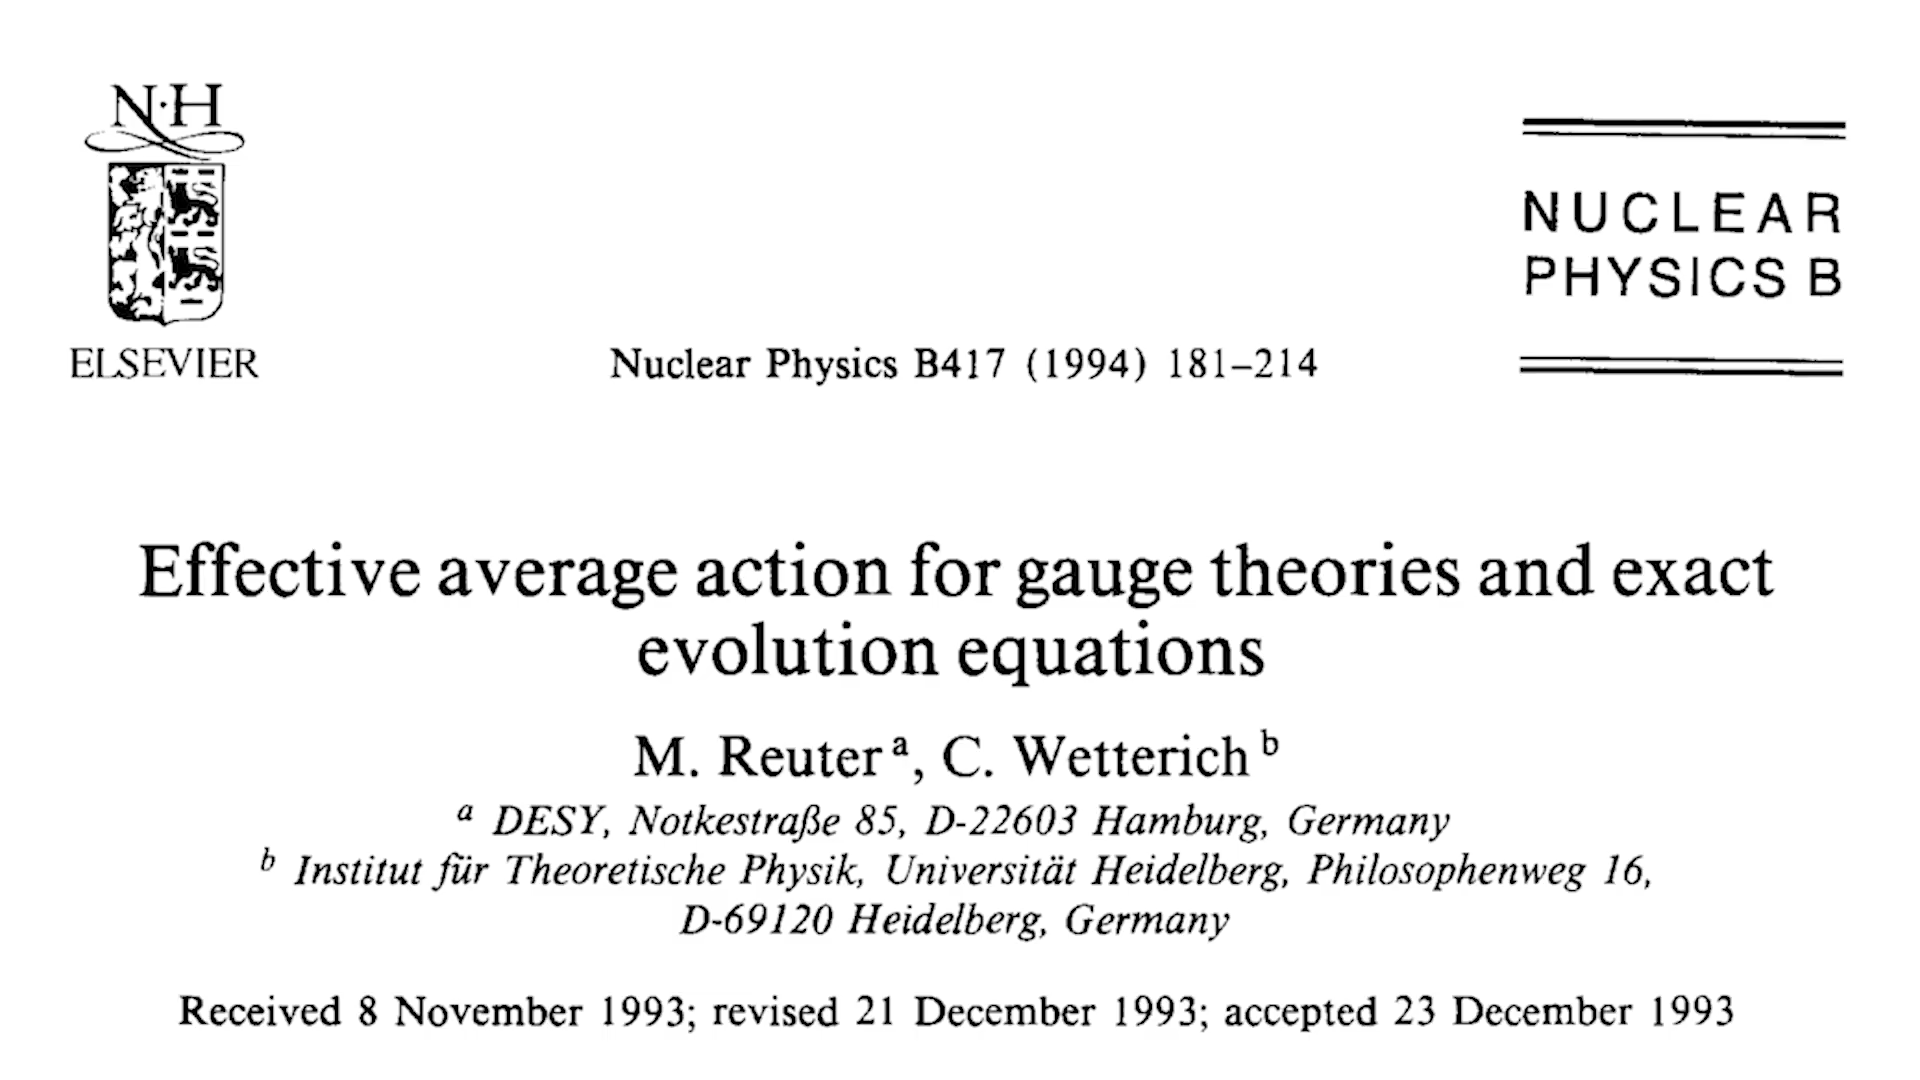 N·H
ELSEVIER
NUCLEAR
PHYSICS B
Nuclear Physics B417 (1994) 181–214
Effective average action for gauge theories and exact
evolution equations
M. Reuter a, C. Wetterich b
a DESY, Notkestraße 85, D-22603 Hamburg, Germany
b Institut für Theoretische Physik, Universität Heidelberg, Philosophenweg 16,
D-69120 Heidelberg, Germany
Received 8 November 1993; revised 21 December 1993; accepted 23 December 1993